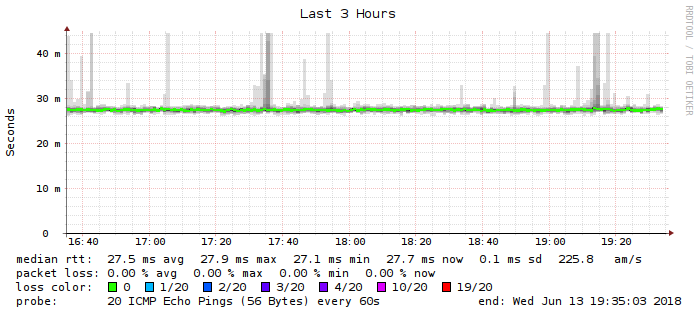 Last 3 Hours
RRDTOOL / TOBI OETIKER
Seconds
40 m
30 m
20 m
10 m
0
16:40 17:00 17:20 17:40 18:00 18:20 18:40 19:00 19:20
median rtt: 27.5 ms avg 27.9 ms max 27.1 ms min 27.7 ms now 0.1 ms sd 225.8 am/s
packet loss: 0.00 % avg 0.00 % max 0.00 % min 0.00 % now
loss color: 0 1/20 2/20 3/20 4/20 10/20 19/20
probe: 20 ICMP Echo Pings (56 Bytes) every 60s end: Wed Jun 13 19:35:03 2018